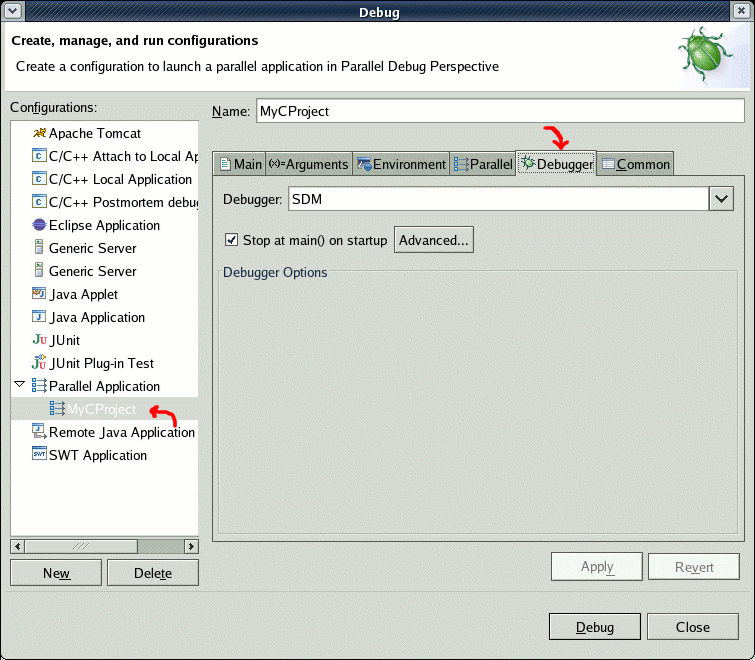 Debug
Create, manage, and run configurations
Create a configuration to launch a parallel application in Parallel Debug Perspective
Configurations:
Apache Tomcat
C/C++ Attach to Local Ap
C/C++ Local Application
C/C++ Postmortem debug
Eclipse Application
Generic Server
Generic Server
Java Applet
Java Application
JUnit
JUnit Plug-in Test
Parallel Application
MyCProject
Remote Java Application
SWT Application
New Delete
Name: MyCProject
Main (x)=Arguments Environment Parallel Debugger Common
Debugger: SDM
Stop at main() on startup Advanced...
Debugger Options
Apply Revert
Debug Close